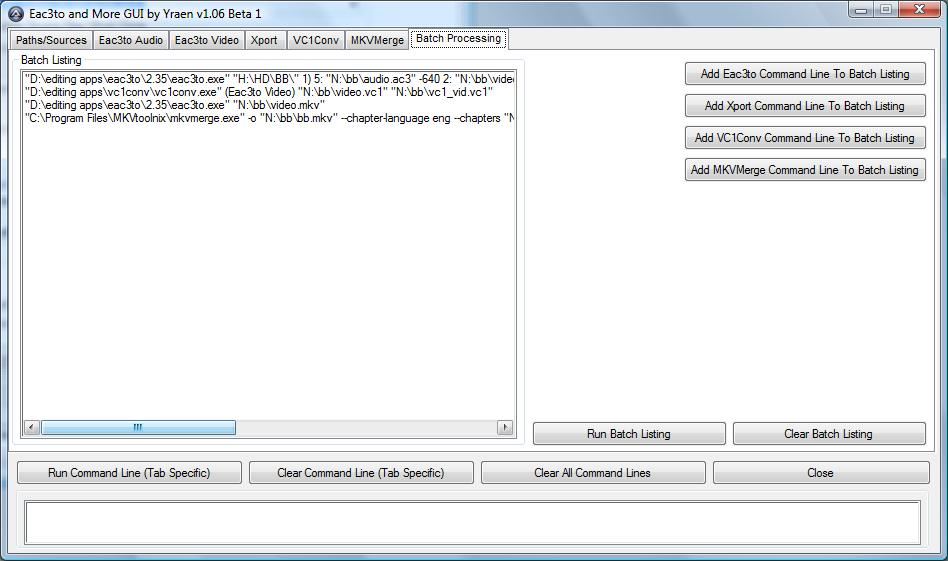 Eac3to and More GUI by Yraen v1.06 Beta 1
Paths/Sources Eac3to Audio Eac3to Video Xport VC1Conv MKVMerge Batch Processing
Batch Listing
"D:\editing apps\eac3to\2.35\eac3to.exe" "H:\HD\BB\" 1) 5: "N:\bb\audio.ac3" -640 2: "N:\bb\vide
"D:\editing apps\vc1conv\vc1conv.exe" (Eac3to Video) "N:\bb\video.vc1" "N:\bb\vc1_vid.vc1"
"D:\editing apps\eac3to\2.35\eac3to.exe" "N:\bb\video.mkv"
"C:\Program Files\MKVtoolnix\mkvmerge.exe" -o "N:\bb\bb.mkv" --chapter-language eng --chapters "N
Add Eac3to Command Line To Batch Listing
Add Xport Command Line To Batch Listing
Add VC1Conv Command Line To Batch Listing
Add MKVMerge Command Line To Batch Listing
Run Batch Listing Clear Batch Listing
Run Command Line (Tab Specific) Clear Command Line (Tab Specific) Clear All Command Lines Close